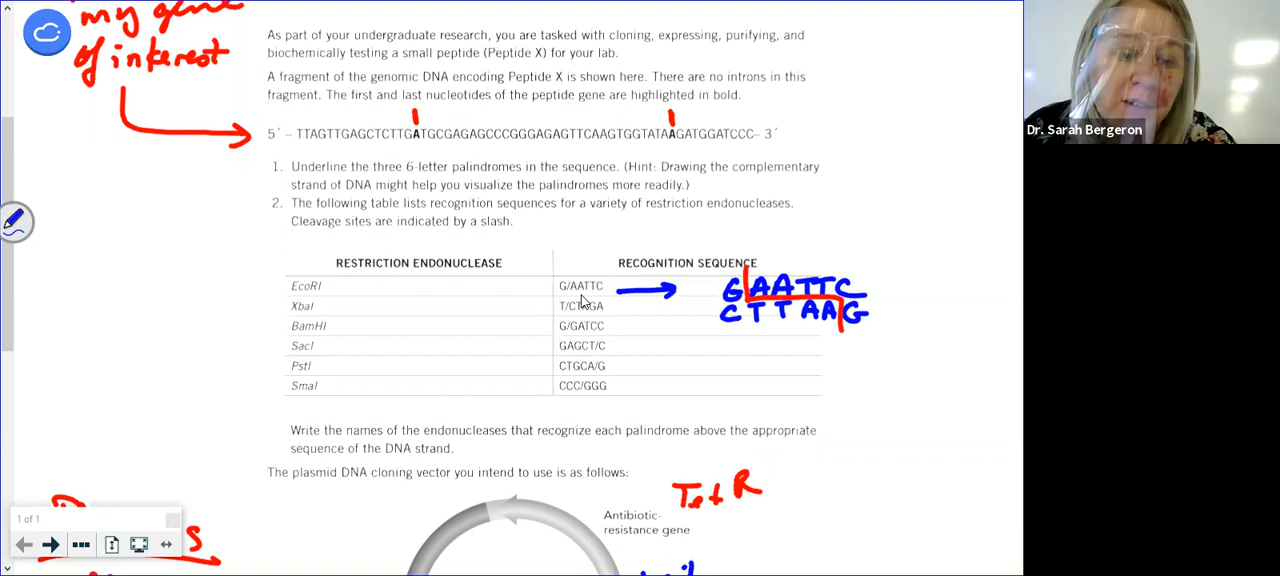 my gene
of interest
As part of your undergraduate research, you are tasked with cloning, expressing, purifying, and
biochemically testing a small peptide (Peptide X) for your lab.
A fragment of the genomic DNA encoding Peptide X is shown here. There are no introns in this
fragment. The first and last nucleotides of the peptide gene are highlighted in bold.
5´ – TTAGTTGAGCTCTTGATGCGAGAGCCCGGGAGAGTTCAAGTGGTATAAGATGGATCCC– 3´
1. Underline the three 6-letter palindromes in the sequence. (Hint: Drawing the complementary
strand of DNA might help you visualize the palindromes more readily.)
2. The following table lists recognition sequences for a variety of restriction endonucleases.
Cleavage sites are indicated by a slash.
RESTRICTION ENDONUCLEASE RECOGNITION SEQUENCE
EcoRI G/AATTC
XbaI T/CTAGA
BamHI G/GATCC
SacI GAGCT/C
PstI CTGCA/G
SmaI CCC/GGG
GAATTC
CTTAAG
Write the names of the endonucleases that recognize each palindrome above the appropriate
sequence of the DNA strand.
The plasmid DNA cloning vector you intend to use is as follows:
Tet R
Antibiotic-
resistance gene
1 of 1
Dr. Sarah Bergeron